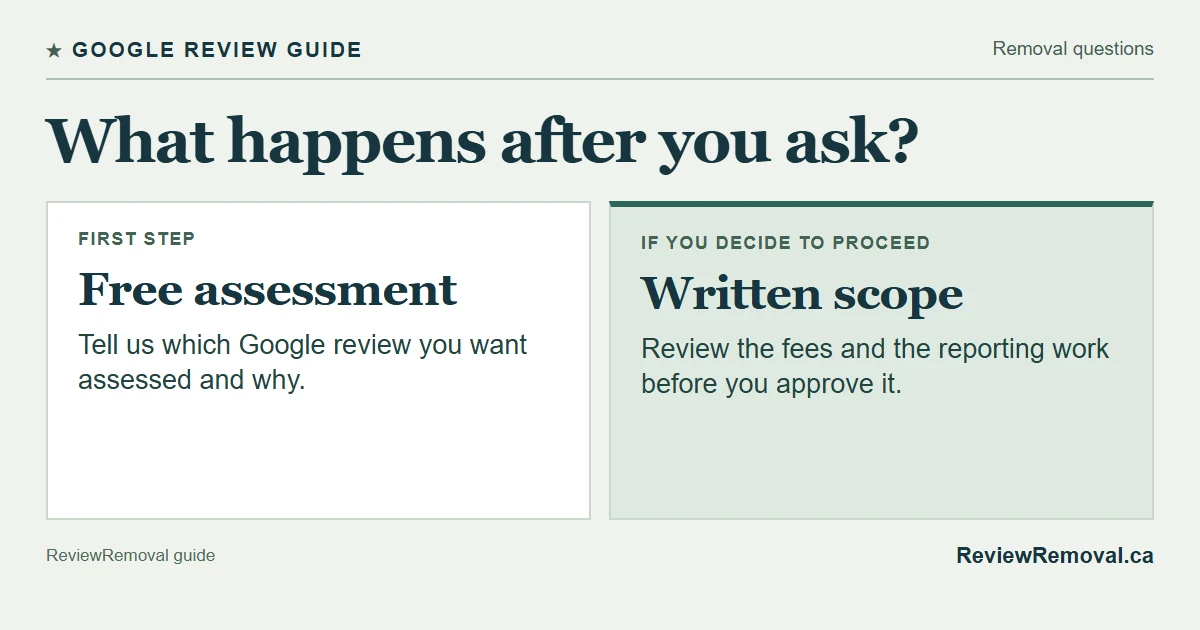 ★ GOOGLE REVIEW GUIDE
Removal questions
What happens after you ask?
FIRST STEP
Free assessment
Tell us which Google review you want
assessed and why.
IF YOU DECIDE TO PROCEED
Written scope
Review the fees and the reporting work
before you approve it.
ReviewRemoval guide
ReviewRemoval.ca